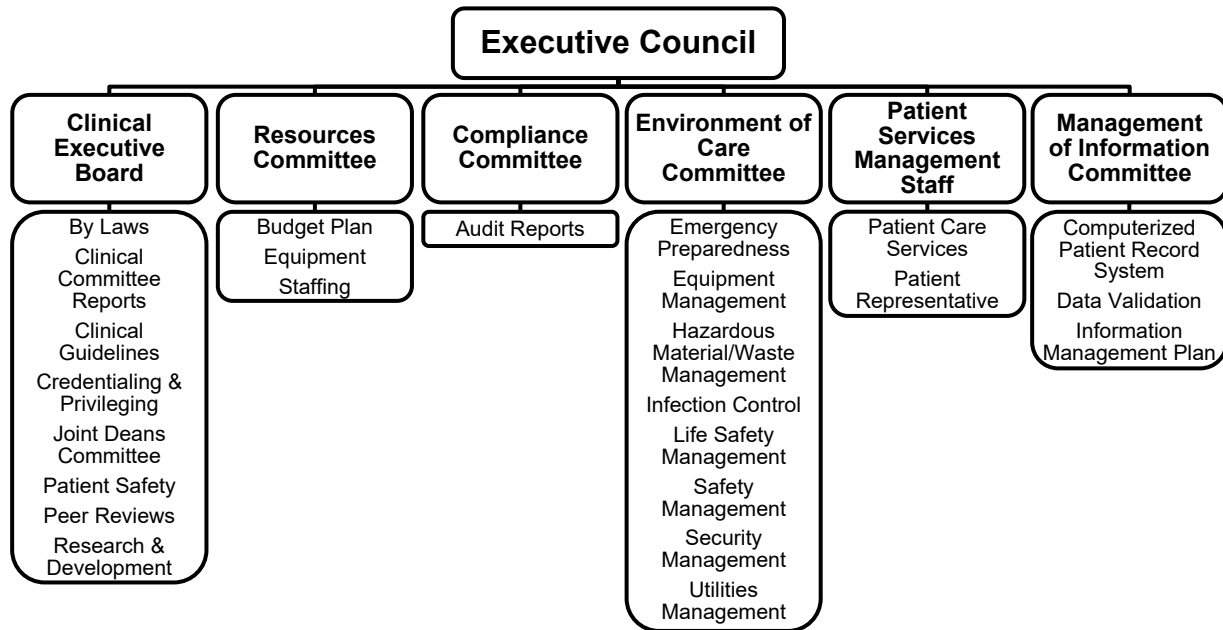 Executive Council
Clinical
Executive
Board
Resources
Committee
Compliance
Committee
Environment of
Care
Committee
Patient
Services
Management
Staff
Management
of Information
Committee
By Laws
Clinical
Committee
Reports
Clinical
Guidelines
Credentialing &
Privileging
Joint Deans
Committee
Patient Safety
Peer Reviews
Research &
Development
Budget Plan
Equipment
Staffing
Audit Reports
Emergency
Preparedness
Equipment
Management
Hazardous
Material/Waste
Management
Infection Control
Life Safety
Management
Safety
Management
Security
Management
Utilities
Management
Patient Care
Services
Patient
Representative
Computerized
Patient Record
System
Data Validation
Information
Management Plan